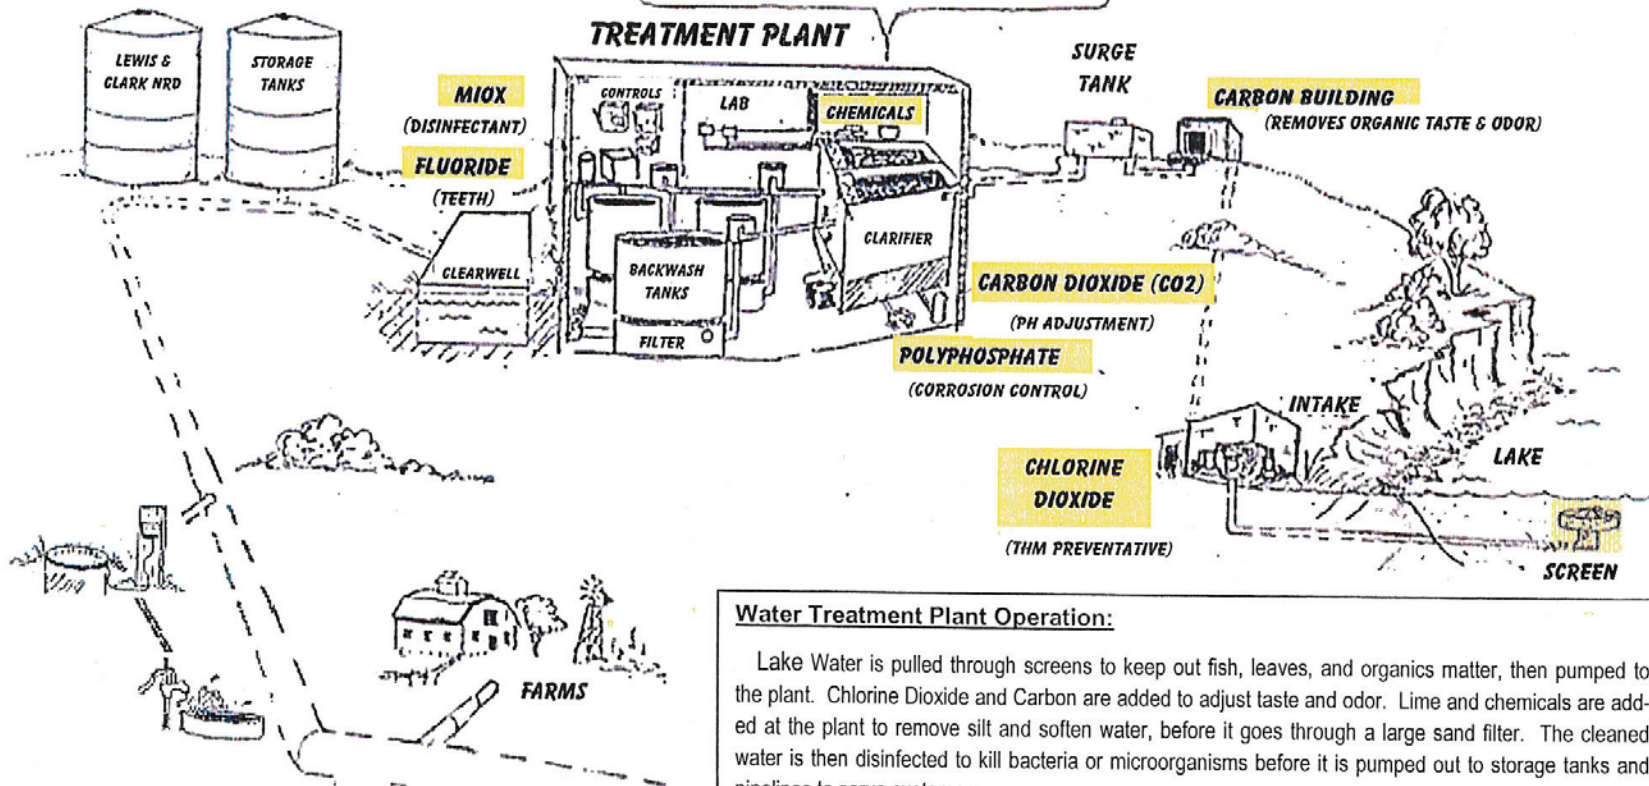 TREATMENT PLANT
LEWIS &
CLARK NRD
STORAGE
TANKS
MIOX
(DISINFECTANT)
FLUORIDE
(TEETH)
CONTROLS
LAB
CHEMICALS
SURGE
TANK
CARBON BUILDING
(REMOVES ORGANIC TASTE & ODOR)
CLEARWELL
BACKWASH
TANKS
FILTER
CLARIFIER
CARBON DIOXIDE (CO2)
(PH ADJUSTMENT)
POLYPHOSPHATE
(CORROSION CONTROL)
INTAKE
LAKE
CHLORINE
DIOXIDE
(THM PREVENTATIVE)
SCREEN
FARMS
Water Treatment Plant Operation:
Lake Water is pulled through screens to keep out fish, leaves, and organics matter, then pumped to
the plant. Chlorine Dioxide and Carbon are added to adjust taste and odor. Lime and chemicals are add-
ed at the plant to remove silt and soften water, before it goes through a large sand filter. The cleaned
water is then disinfected to kill bacteria or microorganisms before it is pumped out to storage tanks and